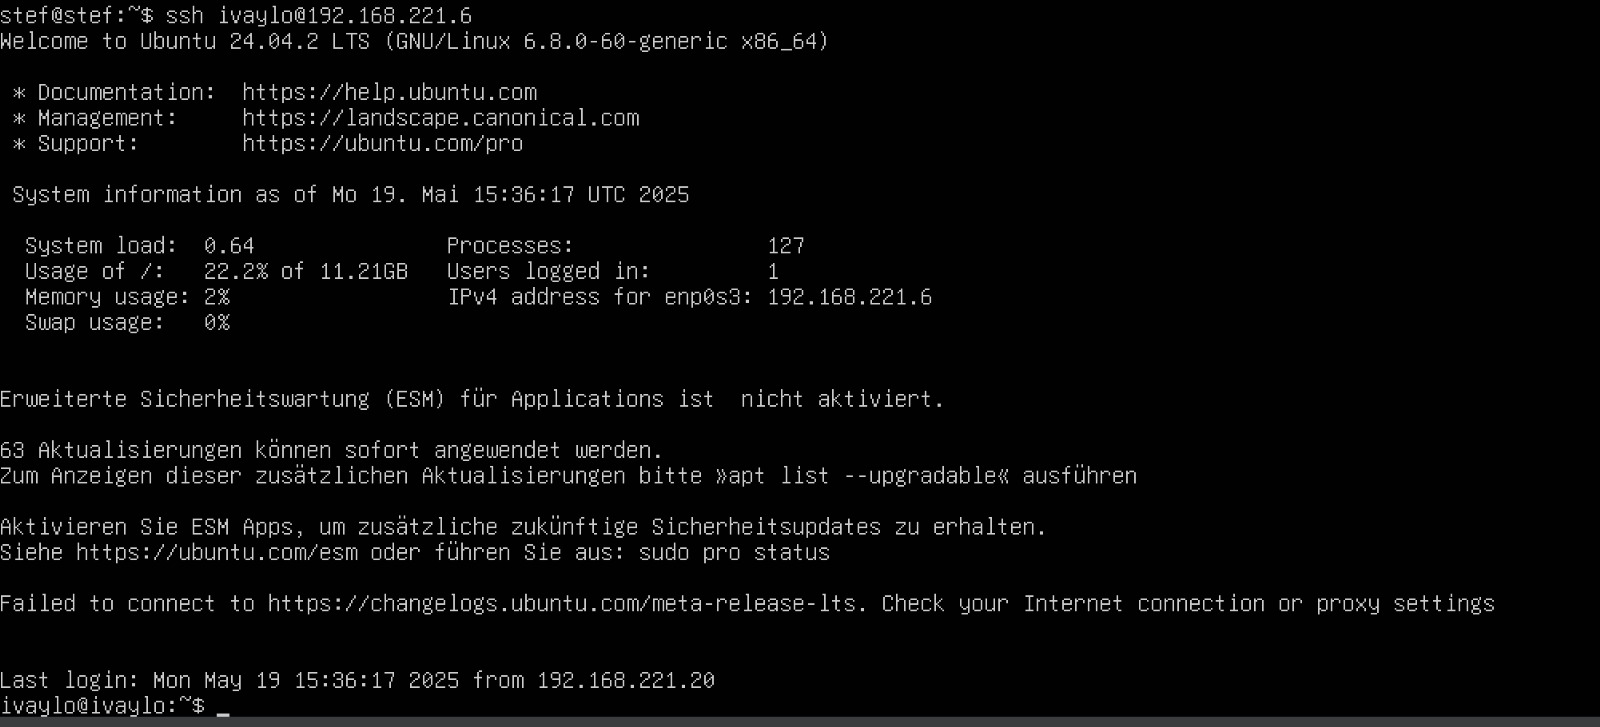 stef@stef:~$ ssh ivaylo@192.168.221.6
Welcome to Ubuntu 24.04.2 LTS (GNU/Linux 6.8.0-60-generic x86_64)
* Documentation: https://help.ubuntu.com
* Management: https://landscape.canonical.com
* Support: https://ubuntu.com/pro
System information as of Mo 19. Mai 15:36:17 UTC 2025
System load: 0.64 Processes: 127
Usage of /: 22.2% of 11.21GB Users logged in: 1
Memory usage: 2% IPv4 address for enp0s3: 192.168.221.6
Swap usage: 0%
Erweiterte Sicherheitswartung (ESM) für Applications ist  nicht aktiviert.
63 Aktualisierungen können sofort angewendet werden.
Zum Anzeigen dieser zusätzlichen Aktualisierungen bitte »apt list --upgradable« ausführen
Aktivieren Sie ESM Apps, um zusätzliche zukünftige Sicherheitsupdates zu erhalten.
Siehe https://ubuntu.com/esm oder führen Sie aus: sudo pro status
Failed to connect to https://changelogs.ubuntu.com/meta-release-lts. Check your Internet connection or proxy settings
Last login: Mon May 19 15:36:17 2025 from 192.168.221.20
ivaylo@ivaylo:~$ _